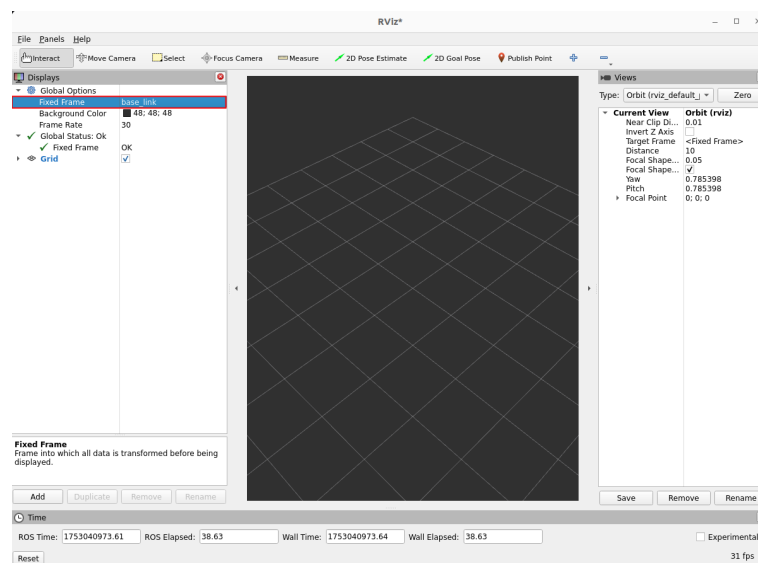 RViz*
File Panels Help
Interact Move Camera Select Focus Camera Measure 2D Pose Estimate 2D Goal Pose Publish Point
Displays
Global Options
Fixed Frame base_link
Background Color 48; 48; 48
Frame Rate 30
Global Status: Ok
Fixed Frame OK
Grid
Fixed Frame
Frame into which all data is transformed before being
displayed.
Add Duplicate Remove Rename
Views
Type: Orbit (rviz_default_ Zero
Current View Orbit (rviz)
Near Clip Di... 0.01
Invert Z Axis
Target Frame <Fixed Frame>
Distance 10
Focal Shape... 0.05
Focal Shape...
Yaw 0.785398
Pitch 0.785398
Focal Point 0; 0; 0
Save Remove Rename
Time
ROS Time: 1753040973.61 ROS Elapsed: 38.63 Wall Time: 1753040973.64 Wall Elapsed: 38.63 Experimental
Reset 31 fps